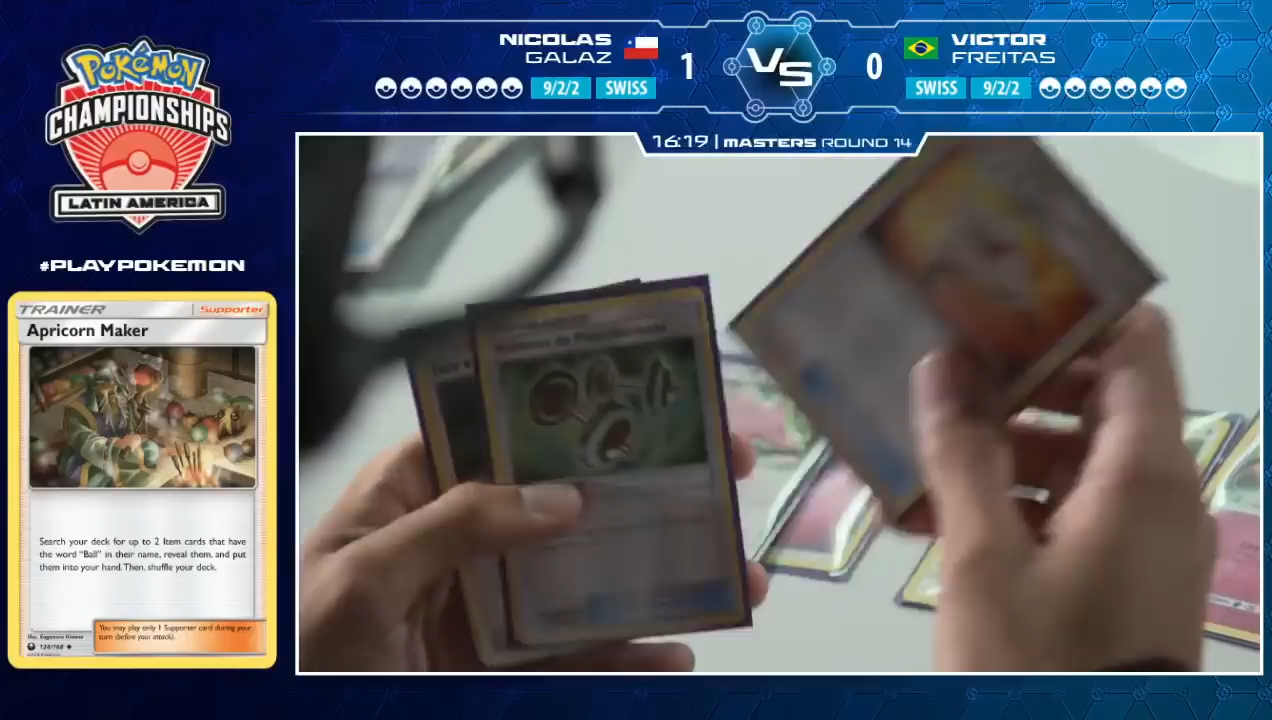 Pokémon
CHAMPIONSHIPS
LATIN AMERICA
#PLAYPOKEMON
NICOLAS
GALAZ
9/2/2
SWISS
1
VS
0
VICTOR
FREITAS
SWISS
9/2/2
16:19 | MASTERS ROUND 14
TRAINER
Supporter
Apricorn Maker
Search your deck for up to 2 Item cards that have
the word "Ball" in their name, reveal them, and put
them into your hand. Then, shuffle your deck.
You may play only 1 Supporter card during your
turn (before your attack).
124/168